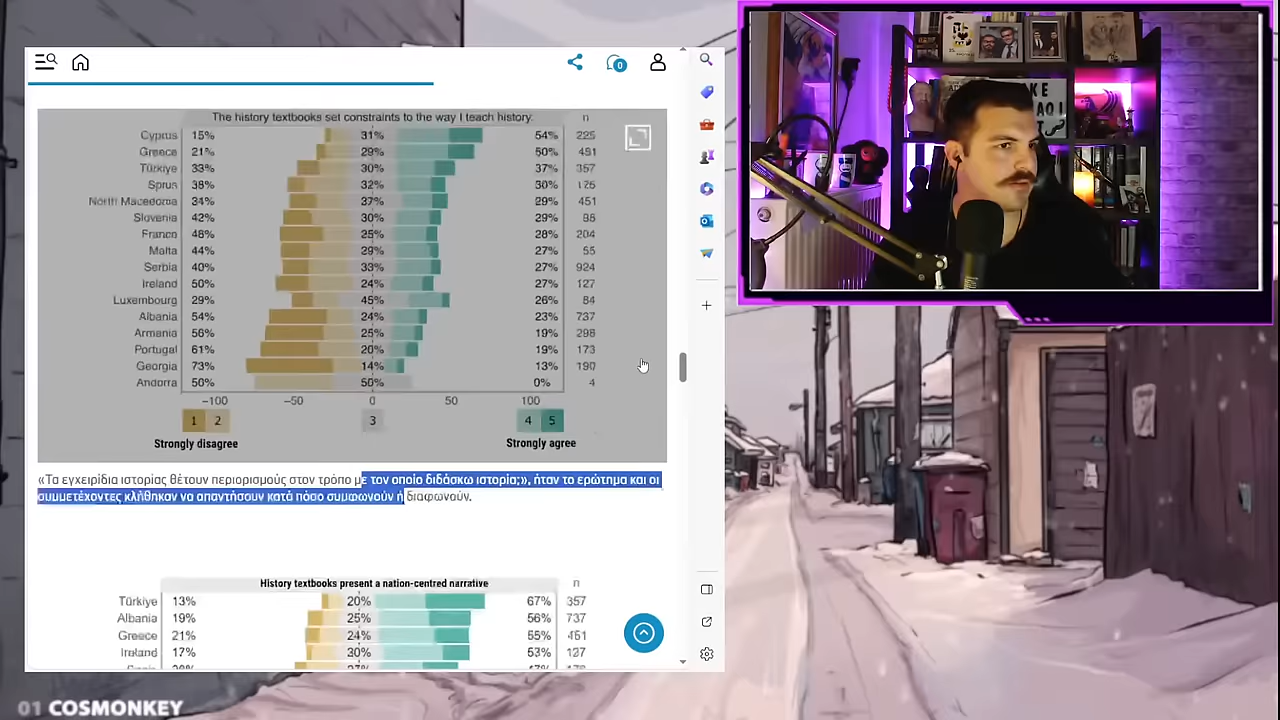 0
The history textbooks set constraints to the way I teach history.
n
Cyprus 15% 31% 54% 225
Greece 21% 29% 50% 451
Türkiye 33% 30% 37% 357
38% 32% 30%
North Macedonia 34% 37% 29% 451
Slovenia 42% 30% 29% 88
France 48% 25% 28% 204
Malta 44% 29% 27% 55
Serbia 40% 33% 27% 924
Ireland 50% 24% 27% 127
Luxembourg 29% 45% 26% 84
Albania 54% 24% 23% 737
Armania 56% 25% 19% 298
Portugal 61% 20% 19% 173
Georgia 73% 14% 13% 190
Andorra 50% 50% 0% 4
−100 −50 0 50 100
1 2 3 4 5
Strongly disagree Strongly agree
«Τα εγχειρίδια ιστορίας θέτουν περιορισμούς στον τρόπο με τον οποίο διδάσκω ιστορία;», ήταν το ερώτημα και οι
συμμετέχοντες κλήθηκαν να απαντήσουν κατά πόσο συμφωνούν ή διαφωνούν.
History textbooks present a nation-centred narrative n
Türkiye 13% 20% 67% 357
Albania 19% 25% 56% 737
Greece 21% 24% 55% 451
Ireland 17% 30% 53% 127
01 COSMONKEY